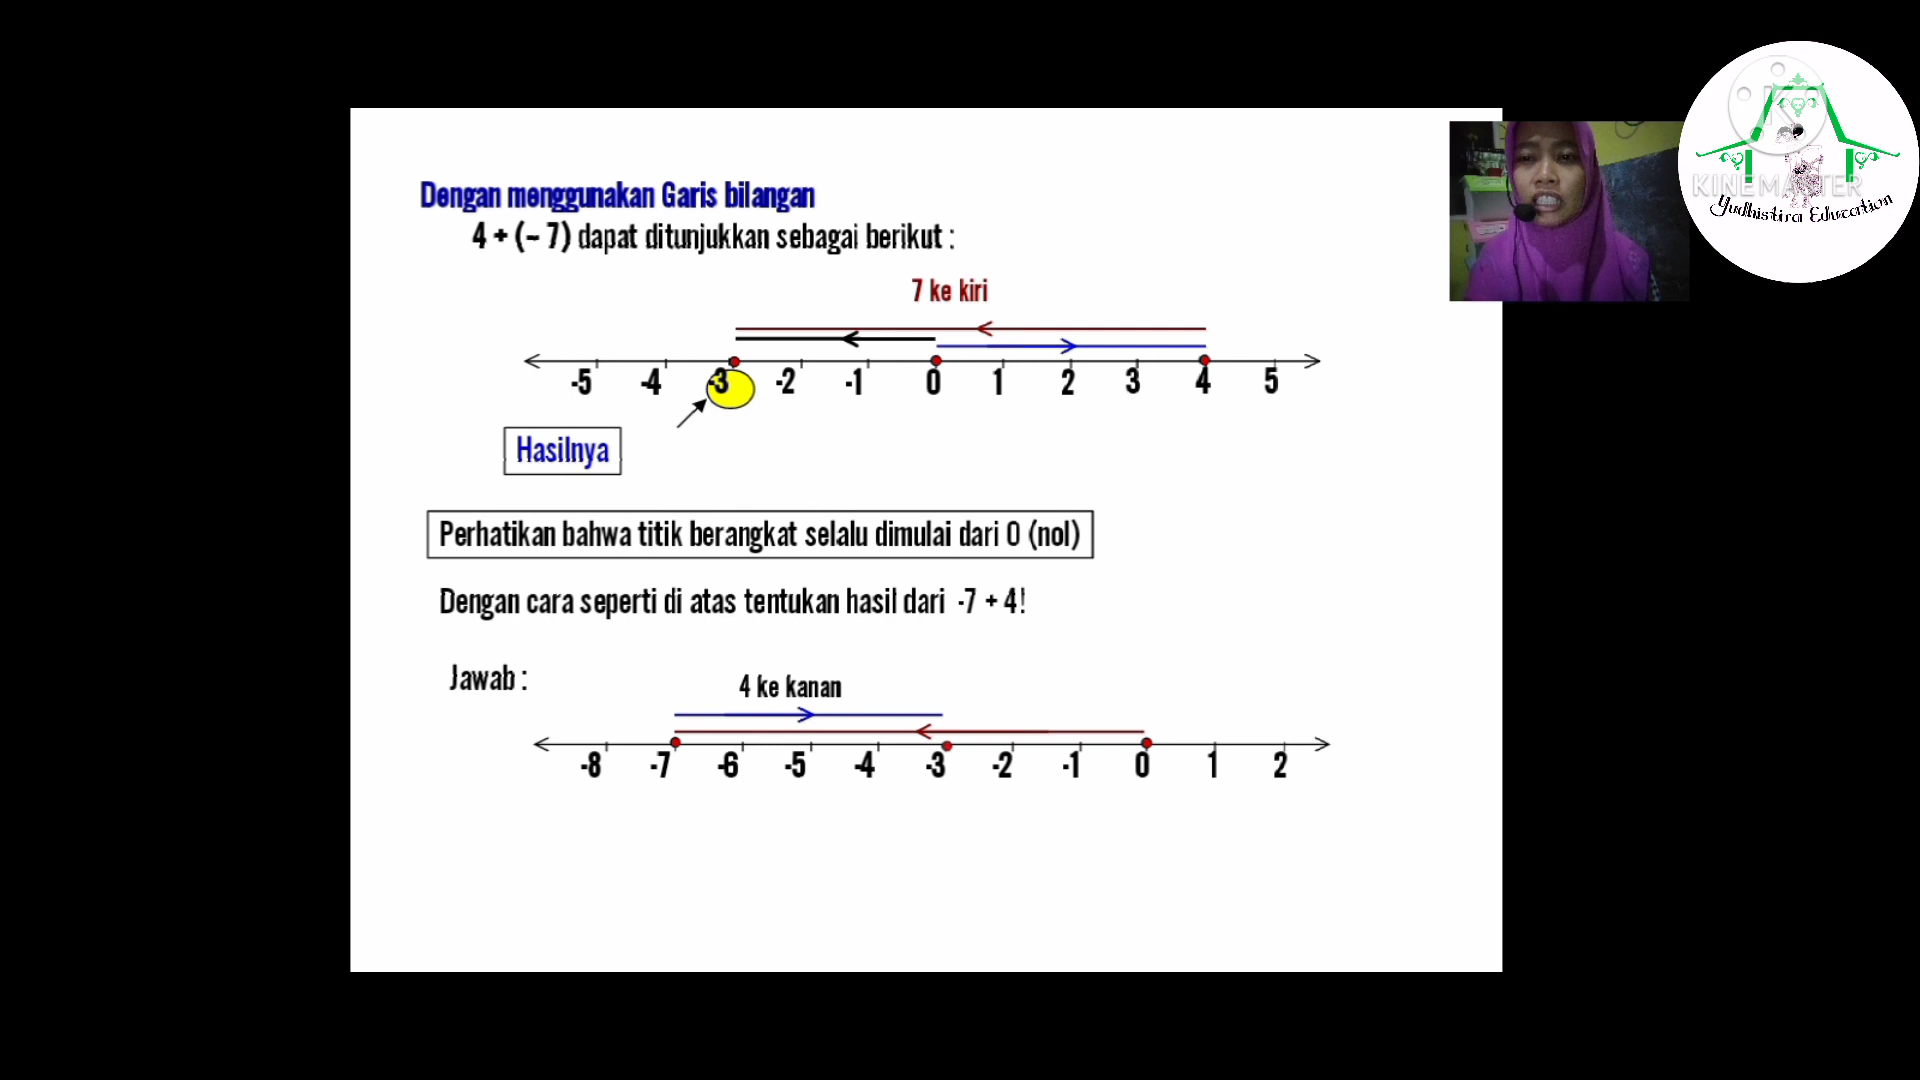 Dengan menggunakan Garis bilangan
4 + (– 7) dapat ditunjukkan sebagai berikut :
7 ke kiri
-5 -4 -3 -2 -1 0 1 2 3 4 5
Hasilnya
Perhatikan bahwa titik berangkat selalu dimulai dari 0 (nol)
Dengan cara seperti di atas tentukan hasil dari -7 + 4!
Jawab :
4 ke kanan
-8 -7 -6 -5 -4 -3 -2 -1 0 1 2
K
KINEMASTER
Yudhistira Education